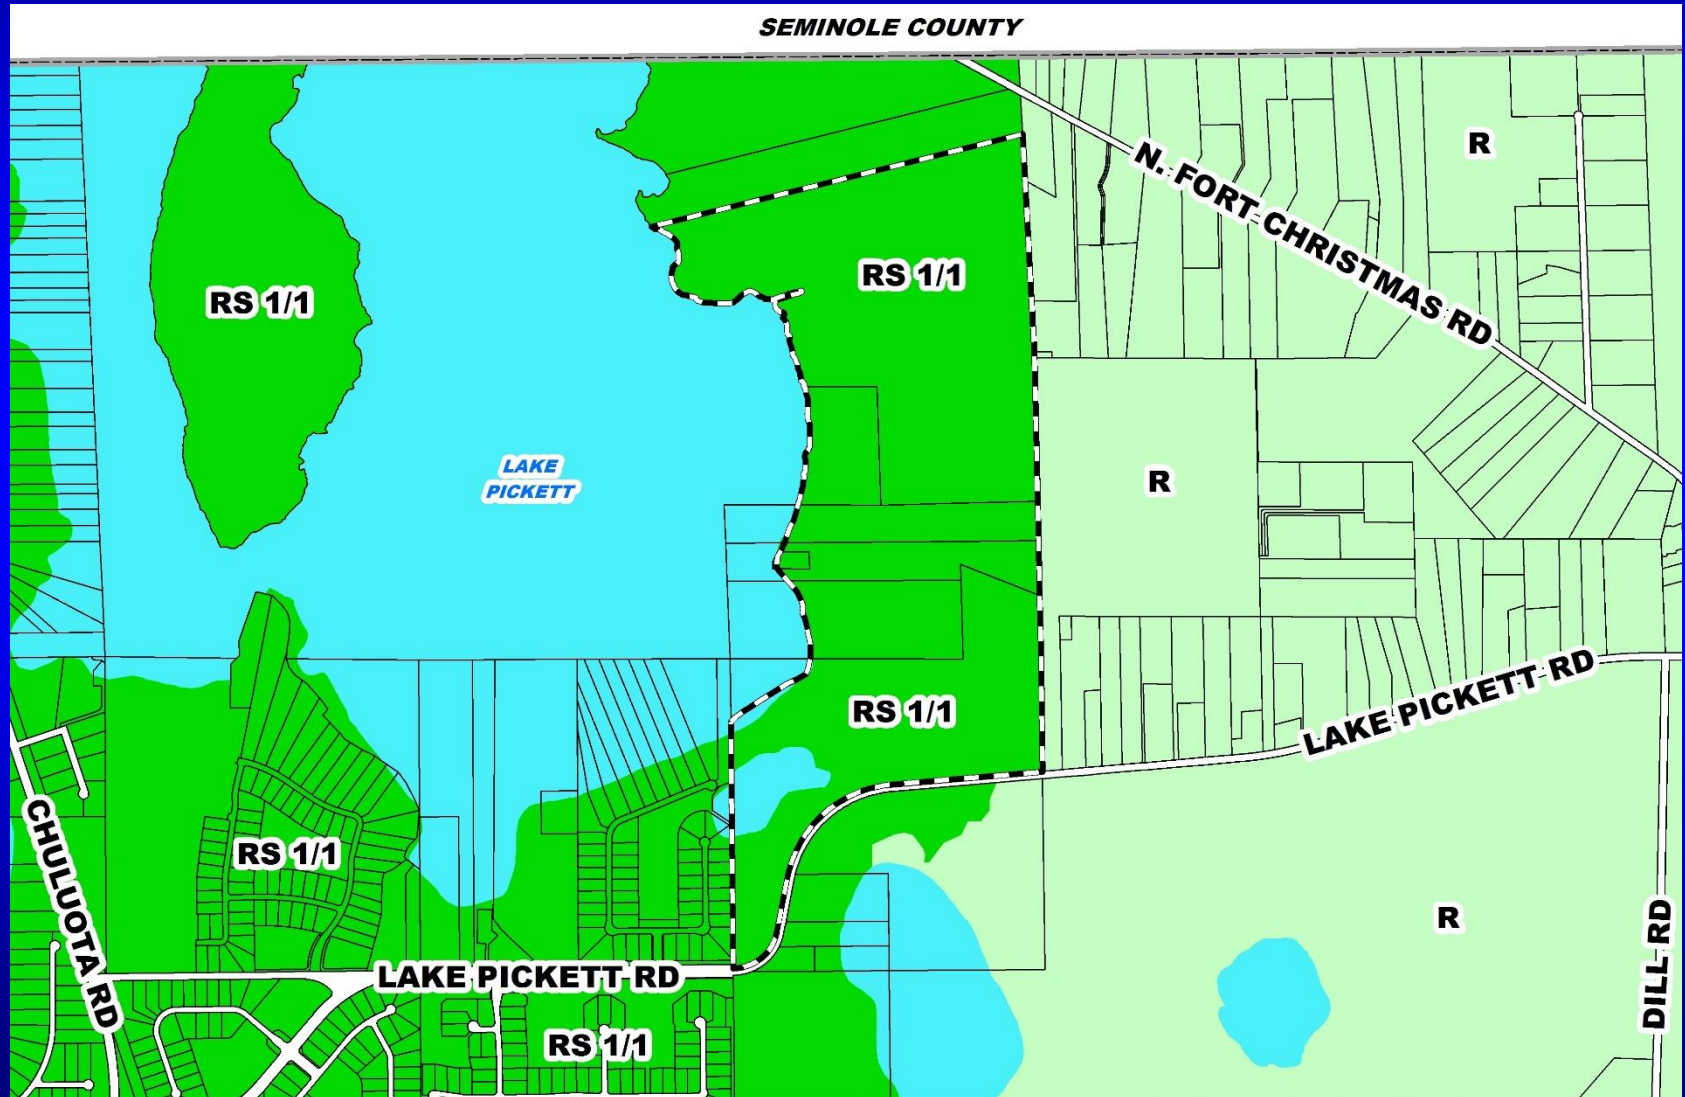 SEMINOLE COUNTY
R
N. FORT CHRISTMAS RD
RS 1/1
RS 1/1
LAKE
PICKETT
R
LAKE PICKETT RD
RS 1/1
CHULUOTA RD
RS 1/1
R
DILL RD
LAKE PICKETT RD
RS 1/1